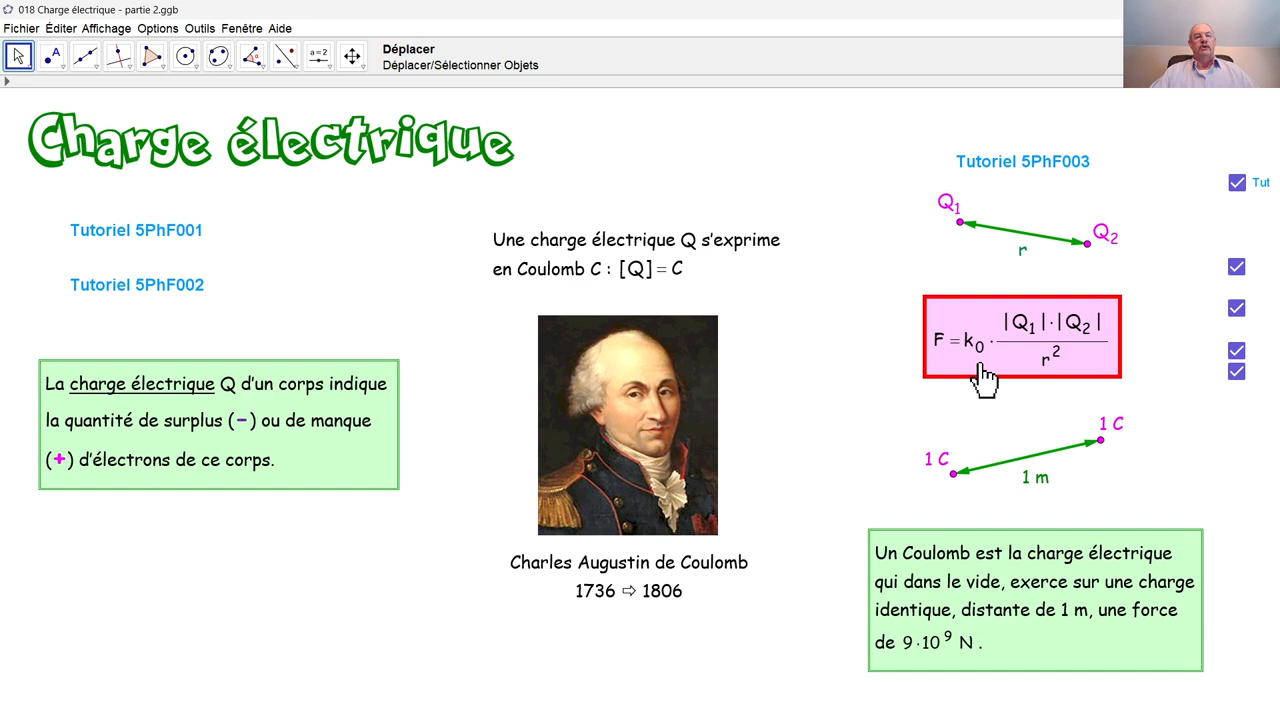 018 Charge électrique - partie 2.ggb
Fichier Éditer Affichage Options Outils Fenêtre Aide
A
a=2
Déplacer
Déplacer/Sélectionner Objets
Charge électrique
Tutoriel 5PhF001
Tutoriel 5PhF002
La charge électrique Q d'un corps indique
la quantité de surplus (−) ou de manque
(+) d'électrons de ce corps.
Une charge électrique Q s'exprime
en Coulomb C : [Q] = C
Charles Augustin de Coulomb
1736 ⇨ 1806
Tutoriel 5PhF003
Tut
Q₁
Q₂
r
F = k₀ · |Q₁|·|Q₂| / r²
1 C
1 C
1 m
Un Coulomb est la charge électrique
qui dans le vide, exerce sur une charge
identique, distante de 1 m, une force
de 9·10⁹ N .